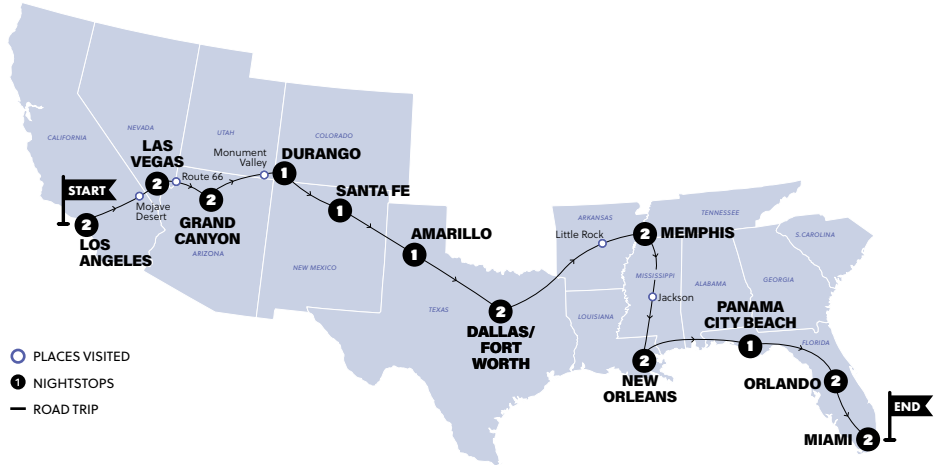 CALIFORNIA
NEVADA
UTAH
COLORADO
LAS
VEGAS
2
Route 66
Monument
Valley
DURANGO
1
START
2
LOS
ANGELES
Mojave
Desert
2
GRAND
CANYON
ARIZONA
SANTA FE
1
NEW MEXICO
AMARILLO
1
TEXAS
2
DALLAS/
FORT
WORTH
ARKANSAS
Little Rock
TENNESSEE
2
MEMPHIS
S.CAROLINA
MISSISSIPPI
Jackson
ALABAMA
GEORGIA
LOUISIANA
PANAMA
CITY BEACH
1
2
NEW
ORLEANS
FLORIDA
ORLANDO
2
END
MIAMI
2
PLACES VISITED
1 NIGHTSTOPS
ROAD TRIP